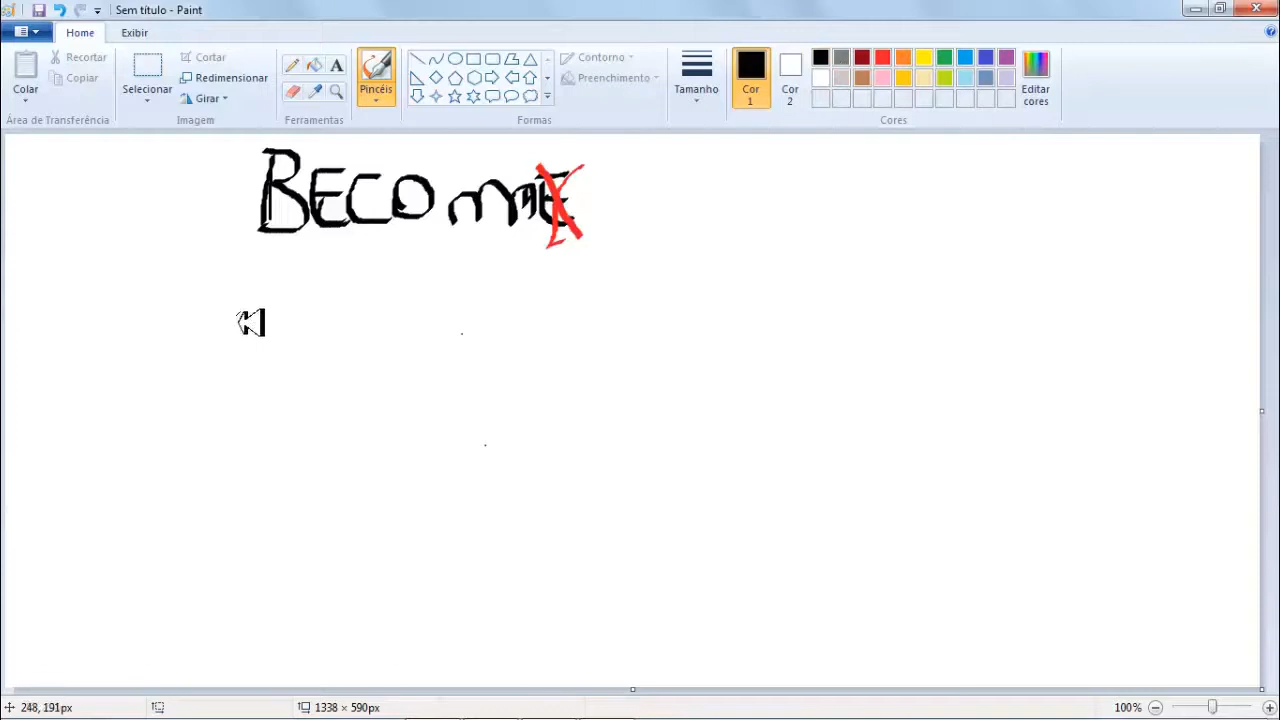 Sem título - Paint
Home Exibir
Colar Recortar Copiar
Área de Transferência
Selecionar Cortar Redimensionar Girar
Imagem
A
Ferramentas
Pincéis
Contorno
Preenchimento
Formas
Tamanho
Cor 1
Cor 2
Editar cores
Cores
BECOME
248, 191px 1338 × 590px 100%